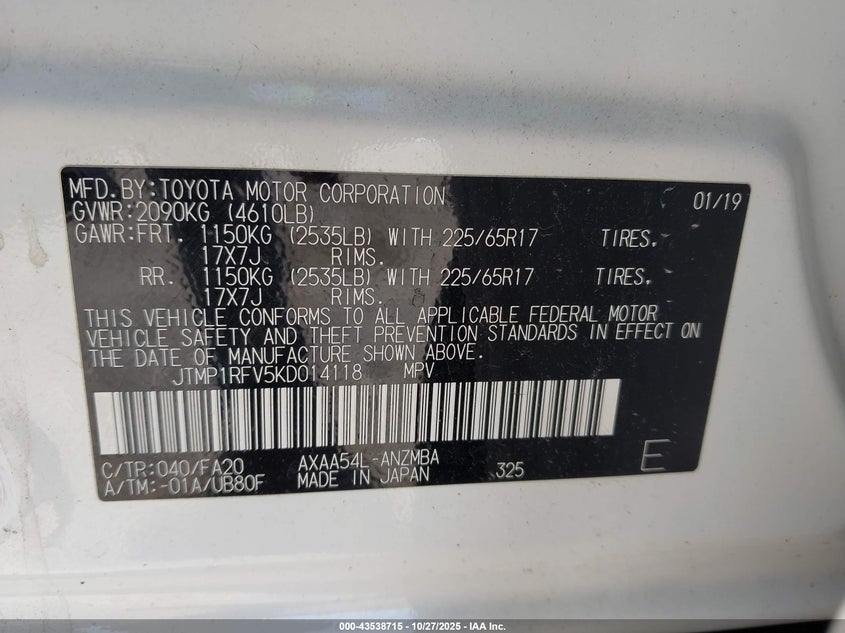 MFD.BY:TOYOTA MOTOR CORPORATION 01/19
GVWR:2090KG (4610LB)
GAWR:FRT. 1150KG (2535LB) WITH 225/65R17 TIRES,
17X7J RIMS.
RR. 1150KG (2535LB) WITH 225/65R17 TIRES,
17X7J RIMS.
THIS VEHICLE CONFORMS TO ALL APPLICABLE FEDERAL MOTOR
VEHICLE SAFETY AND THEFT PREVENTION STANDARDS IN EFFECT ON
THE DATE OF MANUFACTURE SHOWN ABOVE.
JTMP1RFV5KD014118 MPV
C/TR:040/FA20 AXAA54L-ANZMBA 325 E
A/TM:-01A/UB80F MADE IN JAPAN
000-43538715 - 10/27/2025 - IAA Inc.